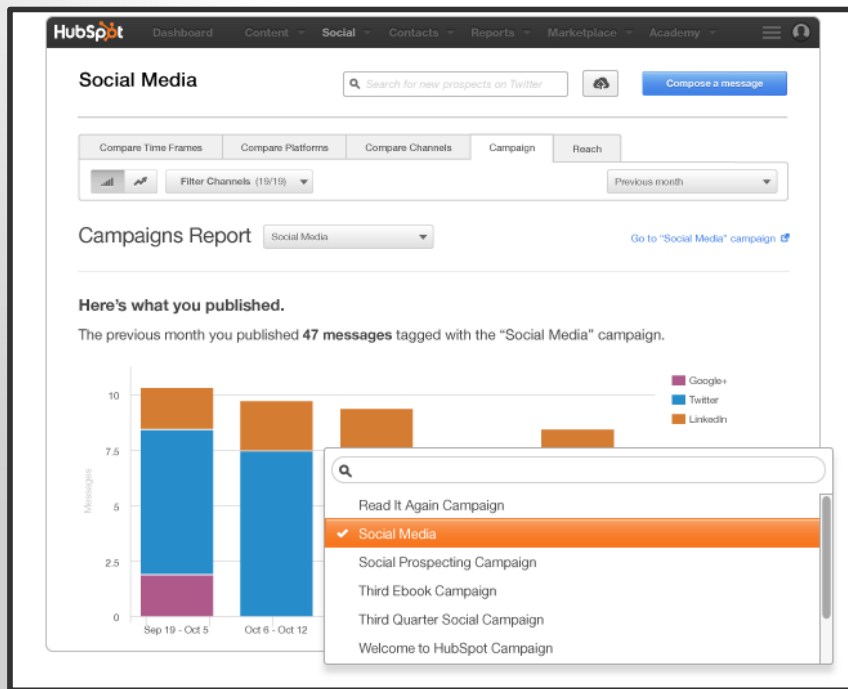 HubSpot Dashboard Content Social Contacts Reports Marketplace Academy
Social Media Search for new prospects on Twitter Compose a message
Compare Time Frames Compare Platforms Compare Channels Campaign Reach
Filter Channels (19/19) Previous month
Campaigns Report Social Media Go to "Social Media" campaign
Here's what you published.
The previous month you published 47 messages tagged with the “Social Media” campaign.
Google+
Twitter
LinkedIn
Messages
10
7.5
5
2.5
0
Sep 19 - Oct 5 Oct 6 - Oct 12
Read It Again Campaign
Social Media
Social Prospecting Campaign
Third Ebook Campaign
Third Quarter Social Campaign
Welcome to HubSpot Campaign